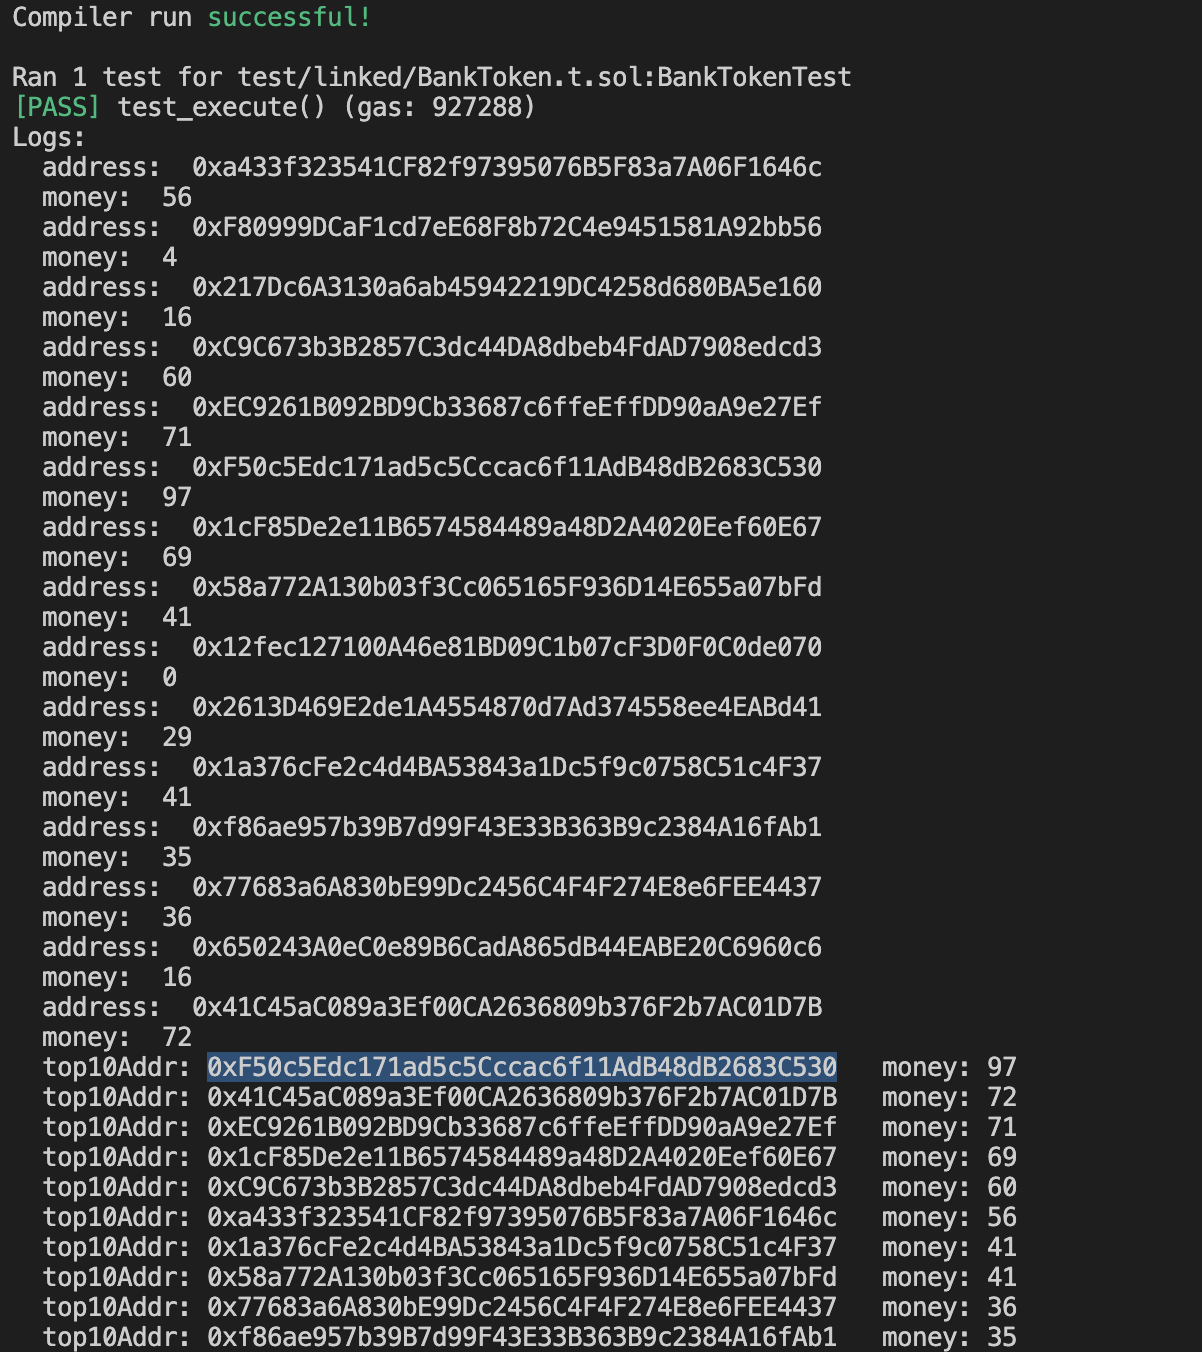 Compiler run successful!
Ran 1 test for test/linked/BankToken.t.sol:BankTokenTest
[PASS] test_execute() (gas: 927288)
Logs:
address: 0xa433f323541CF82f97395076B5F83a7A06F1646c
money: 56
address: 0xF80999DCaF1cd7eE68F8b72C4e9451581A92bb56
money: 4
address: 0x217Dc6A3130a6ab45942219DC4258d680BA5e160
money: 16
address: 0xC9C673b3B2857C3dc44DA8dbeb4FdAD7908edcd3
money: 60
address: 0xEC9261B092BD9Cb33687c6ffeEffDD90aA9e27Ef
money: 71
address: 0xF50c5Edc171ad5c5Cccac6f11AdB48dB2683C530
money: 97
address: 0x1cF85De2e11B6574584489a48D2A4020Eef60E67
money: 69
address: 0x58a772A130b03f3Cc065165F936D14E655a07bFd
money: 41
address: 0x12fec127100A46e81BD09C1b07cF3D0F0C0de070
money: 0
address: 0x2613D469E2de1A4554870d7Ad374558ee4EABd41
money: 29
address: 0x1a376cFe2c4d4BA53843a1Dc5f9c0758C51c4F37
money: 41
address: 0xf86ae957b39B7d99F43E33B363B9c2384A16fAb1
money: 35
address: 0x77683a6A830bE99Dc2456C4F4F274E8e6FEE4437
money: 36
address: 0x650243A0eC0e89B6CadA865dB44EABE20C6960c6
money: 16
address: 0x41C45aC089a3Ef00CA2636809b376F2b7AC01D7B
money: 72
top10Addr: 0xF50c5Edc171ad5c5Cccac6f11AdB48dB2683C530 money: 97
top10Addr: 0x41C45aC089a3Ef00CA2636809b376F2b7AC01D7B money: 72
top10Addr: 0xEC9261B092BD9Cb33687c6ffeEffDD90aA9e27Ef money: 71
top10Addr: 0x1cF85De2e11B6574584489a48D2A4020Eef60E67 money: 69
top10Addr: 0xC9C673b3B2857C3dc44DA8dbeb4FdAD7908edcd3 money: 60
top10Addr: 0xa433f323541CF82f97395076B5F83a7A06F1646c money: 56
top10Addr: 0x1a376cFe2c4d4BA53843a1Dc5f9c0758C51c4F37 money: 41
top10Addr: 0x58a772A130b03f3Cc065165F936D14E655a07bFd money: 41
top10Addr: 0x77683a6A830bE99Dc2456C4F4F274E8e6FEE4437 money: 36
top10Addr: 0xf86ae957b39B7d99F43E33B363B9c2384A16fAb1 money: 35